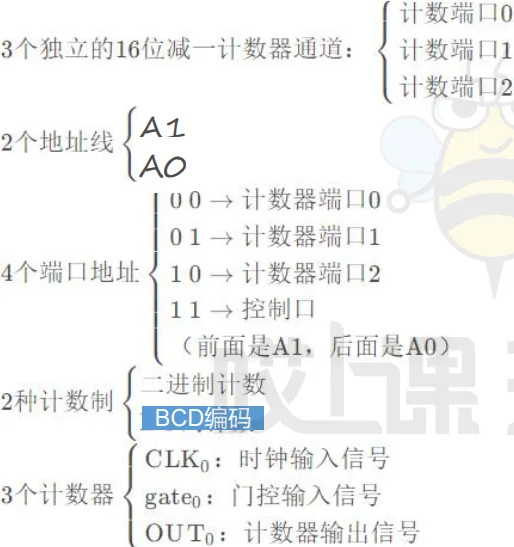 3个独立的16位减一计数器通道：
计数端口0
计数端口1
计数端口2
2个地址线
A1
A0
4个端口地址
0 0 → 计数器端口0
0 1 → 计数器端口1
1 0 → 计数器端口2
1 1 → 控制口
（前面是A1，后面是A0）
2种计数制
二进制计数
BCD编码
3个计数器
CLK₀：时钟输入信号
gate₀：门控输入信号
OUT₀：计数器输出信号
哎上课